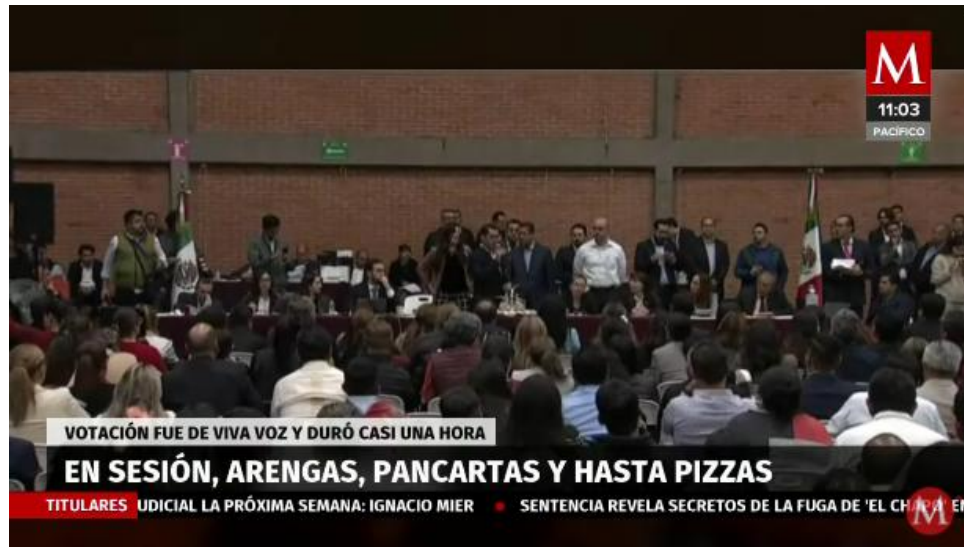 M
11:03
PACÍFICO
VOTACIÓN FUE DE VIVA VOZ Y DURÓ CASI UNA HORA
EN SESIÓN, ARENGAS, PANCARTAS Y HASTA PIZZAS
TITULARES UDICIAL LA PRÓXIMA SEMANA: IGNACIO MIER • SENTENCIA REVELA SECRETOS DE LA FUGA DE 'EL CHAPO' E
M